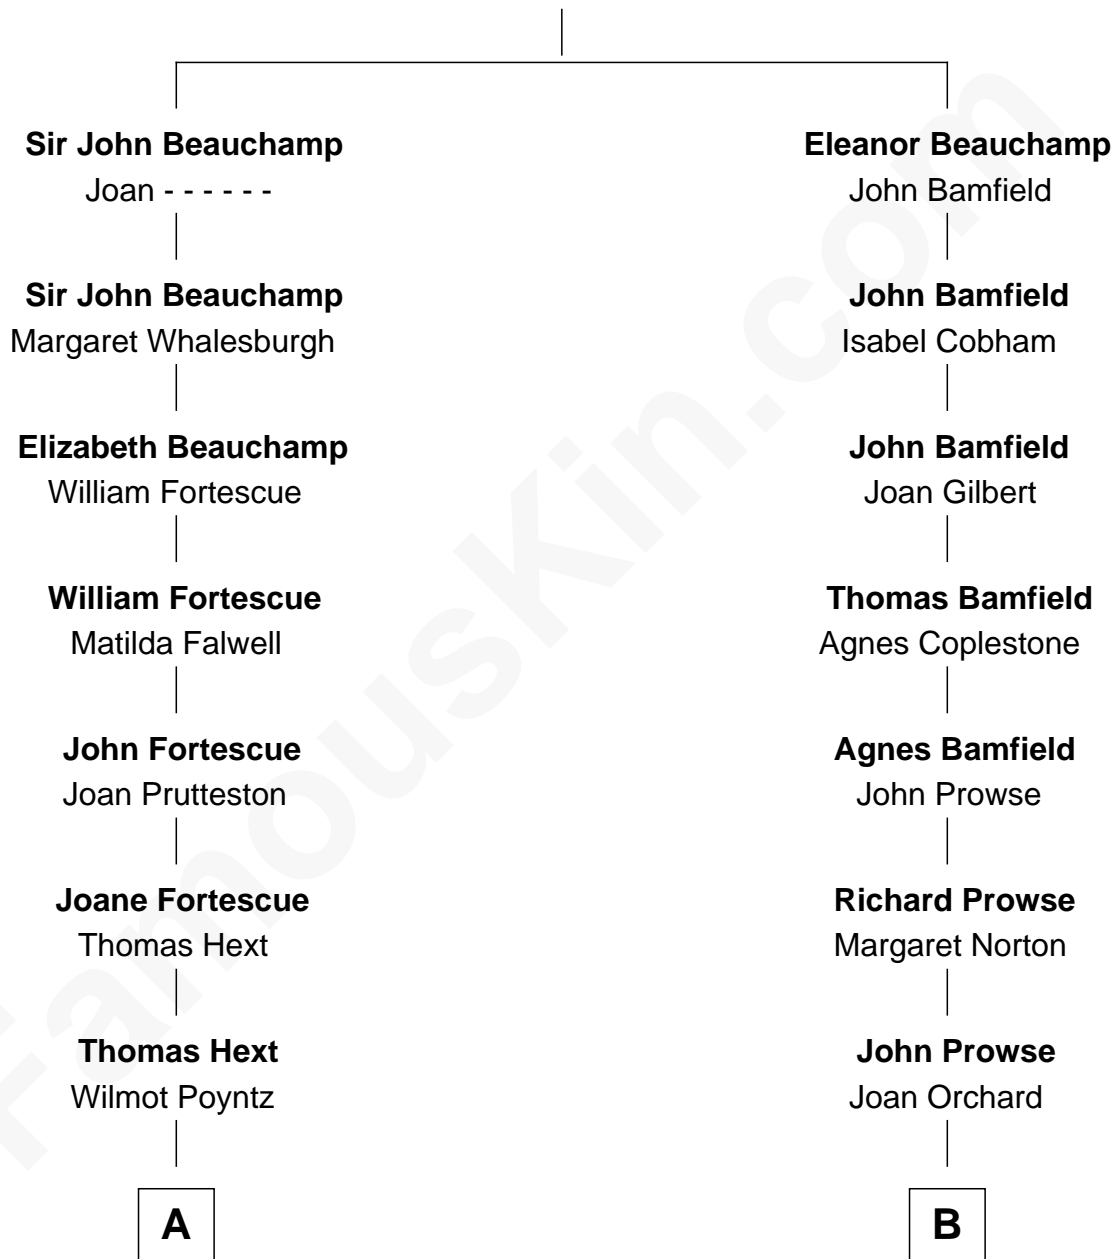 Sir John Beauchamp
Joan - - - - - -
Sir John Beauchamp
Margaret Whalesburgh
Elizabeth Beauchamp
William Fortescue
William Fortescue
Matilda Falwell
John Fortescue
Joan Prutteston
Joane Fortescue
Thomas Hext
Thomas Hext
Wilmot Poyntz
A
Eleanor Beauchamp
John Bamfield
John Bamfield
Isabel Cobham
John Bamfield
Joan Gilbert
Thomas Bamfield
Agnes Coplestone
Agnes Bamfield
John Prowse
Richard Prowse
Margaret Norton
John Prowse
Joan Orchard
B
FamousKin.com